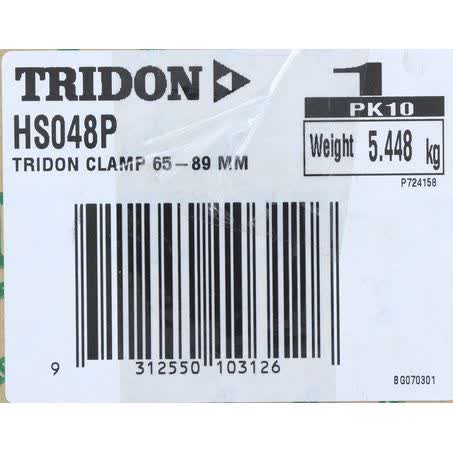 TRIDON
1
PK10
HS048P
TRIDON CLAMP 65-89 MM
Weight 5.448 kg
P724158
9 312550 103126
BG070301